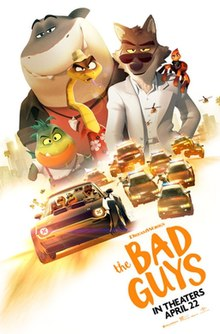 DREAMWORKS
the
BAD
GUYS
IN THEATERS
APRIL 22